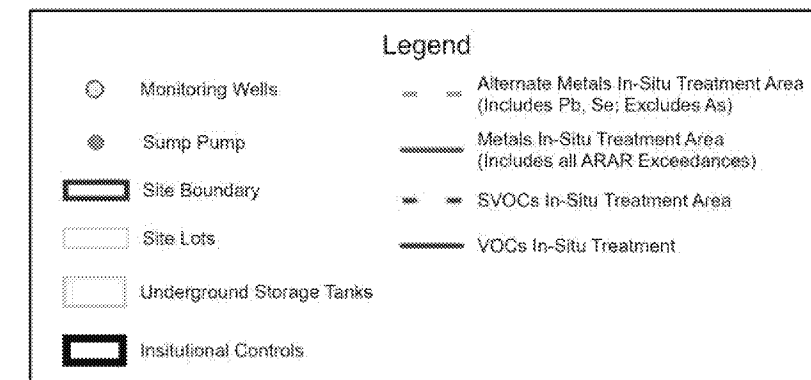 Legend
Monitoring Wells
Sump Pump
Site Boundary
Site Lots
Underground Storage Tanks
Insitutional Controls
Alternate Metals In-Situ Treatment Area
(Includes Pb, Se; Excludes As)
Metals In-Situ Treatment Area
(Includes all ARAR Exceedances)
SVOCs In-Situ Treatment Area
VOCs In-Situ Treatment